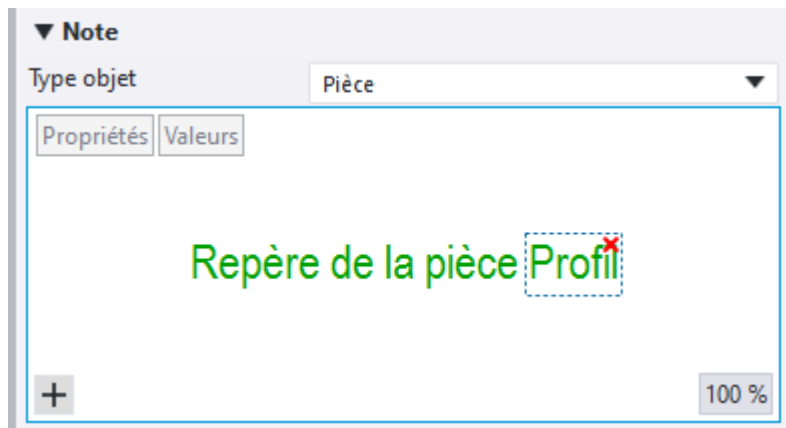 ▼ Note
Type objet Pièce ▼
Propriétés Valeurs
Repère de la pièce Profil
+ 100 %